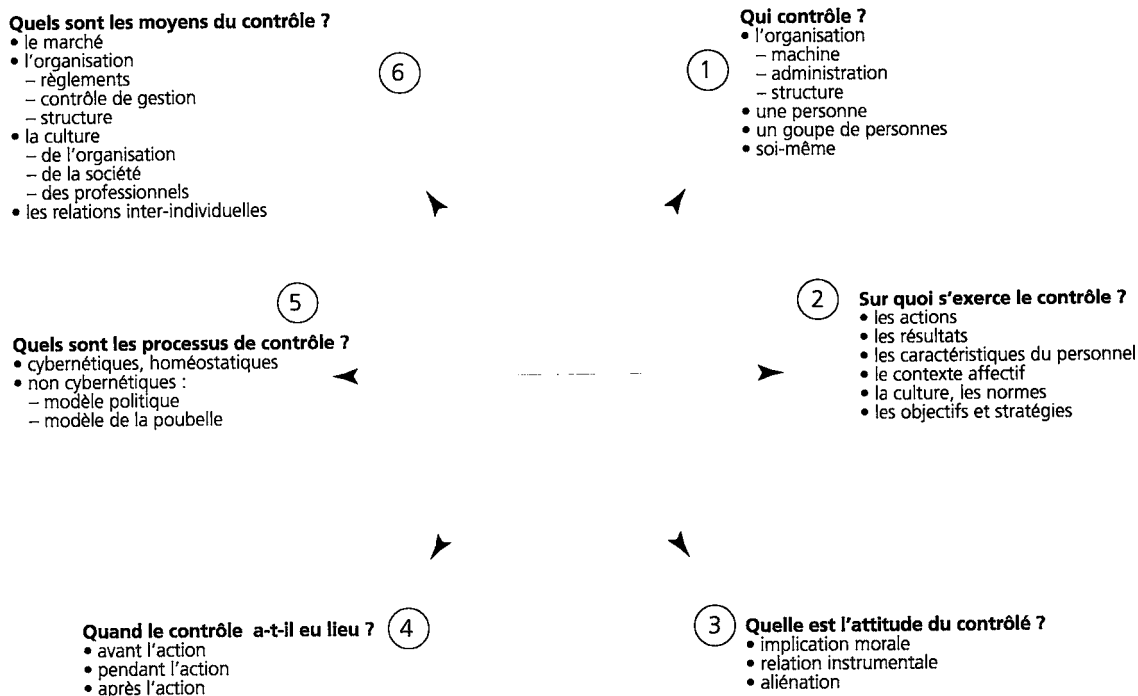 Quels sont les moyens du contrôle ?
• le marché
• l'organisation
– règlements
– contrôle de gestion
– structure
• la culture
– de l'organisation
– de la société
– des professionnels
• les relations inter-individuelles
6
1
Qui contrôle ?
• l'organisation
– machine
– administration
– structure
• une personne
• un goupe de personnes
• soi-même
5
Quels sont les processus de contrôle ?
• cybernétiques, homéostatiques
• non cybernétiques :
– modèle politique
– modèle de la poubelle
2
Sur quoi s'exerce le contrôle ?
• les actions
• les résultats
• les caractéristiques du personnel
• le contexte affectif
• la culture, les normes
• les objectifs et stratégies
Quand le contrôle a-t-il eu lieu ?
4
• avant l'action
• pendant l'action
• après l'action
3
Quelle est l'attitude du contrôlé ?
• implication morale
• relation instrumentale
• aliénation